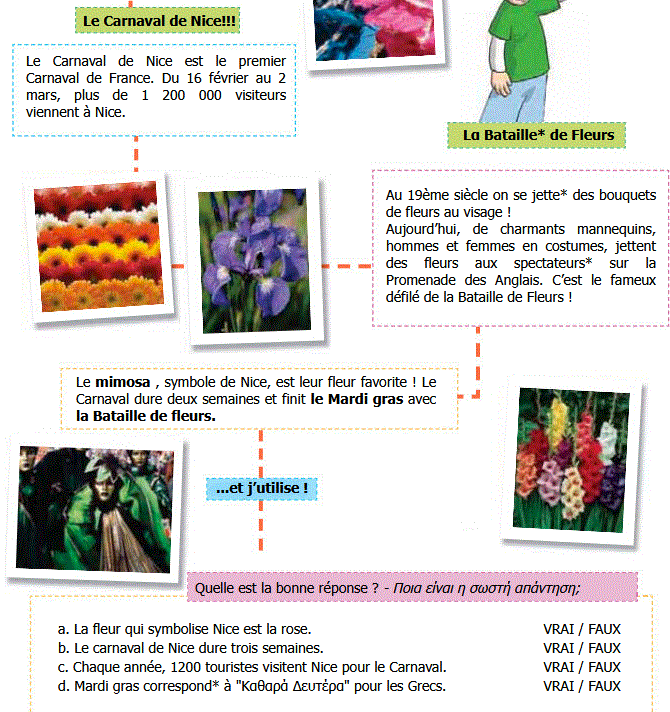 Le Carnaval de Nice!!!
Le Carnaval de Nice est le premier
Carnaval de France. Du 16 février au 2
mars, plus de 1 200 000 visiteurs
viennent à Nice.
La Bataille* de Fleurs
Au 19ème siècle on se jette* des bouquets
de fleurs au visage !
Aujourd'hui, de charmants mannequins,
hommes et femmes en costumes, jettent
des fleurs aux spectateurs* sur la
Promenade des Anglais. C'est le fameux
défilé de la Bataille de Fleurs !
Le mimosa , symbole de Nice, est leur fleur favorite ! Le
Carnaval dure deux semaines et finit le Mardi gras avec
la Bataille de fleurs.
...et j'utilise !
Quelle est la bonne réponse ? - Ποια είναι η σωστή απάντηση;
a. La fleur qui symbolise Nice est la rose. VRAI / FAUX
b. Le carnaval de Nice dure trois semaines. VRAI / FAUX
c. Chaque année, 1200 touristes visitent Nice pour le Carnaval. VRAI / FAUX
d. Mardi gras correspond* à "Καθαρά Δευτέρα" pour les Grecs. VRAI / FAUX